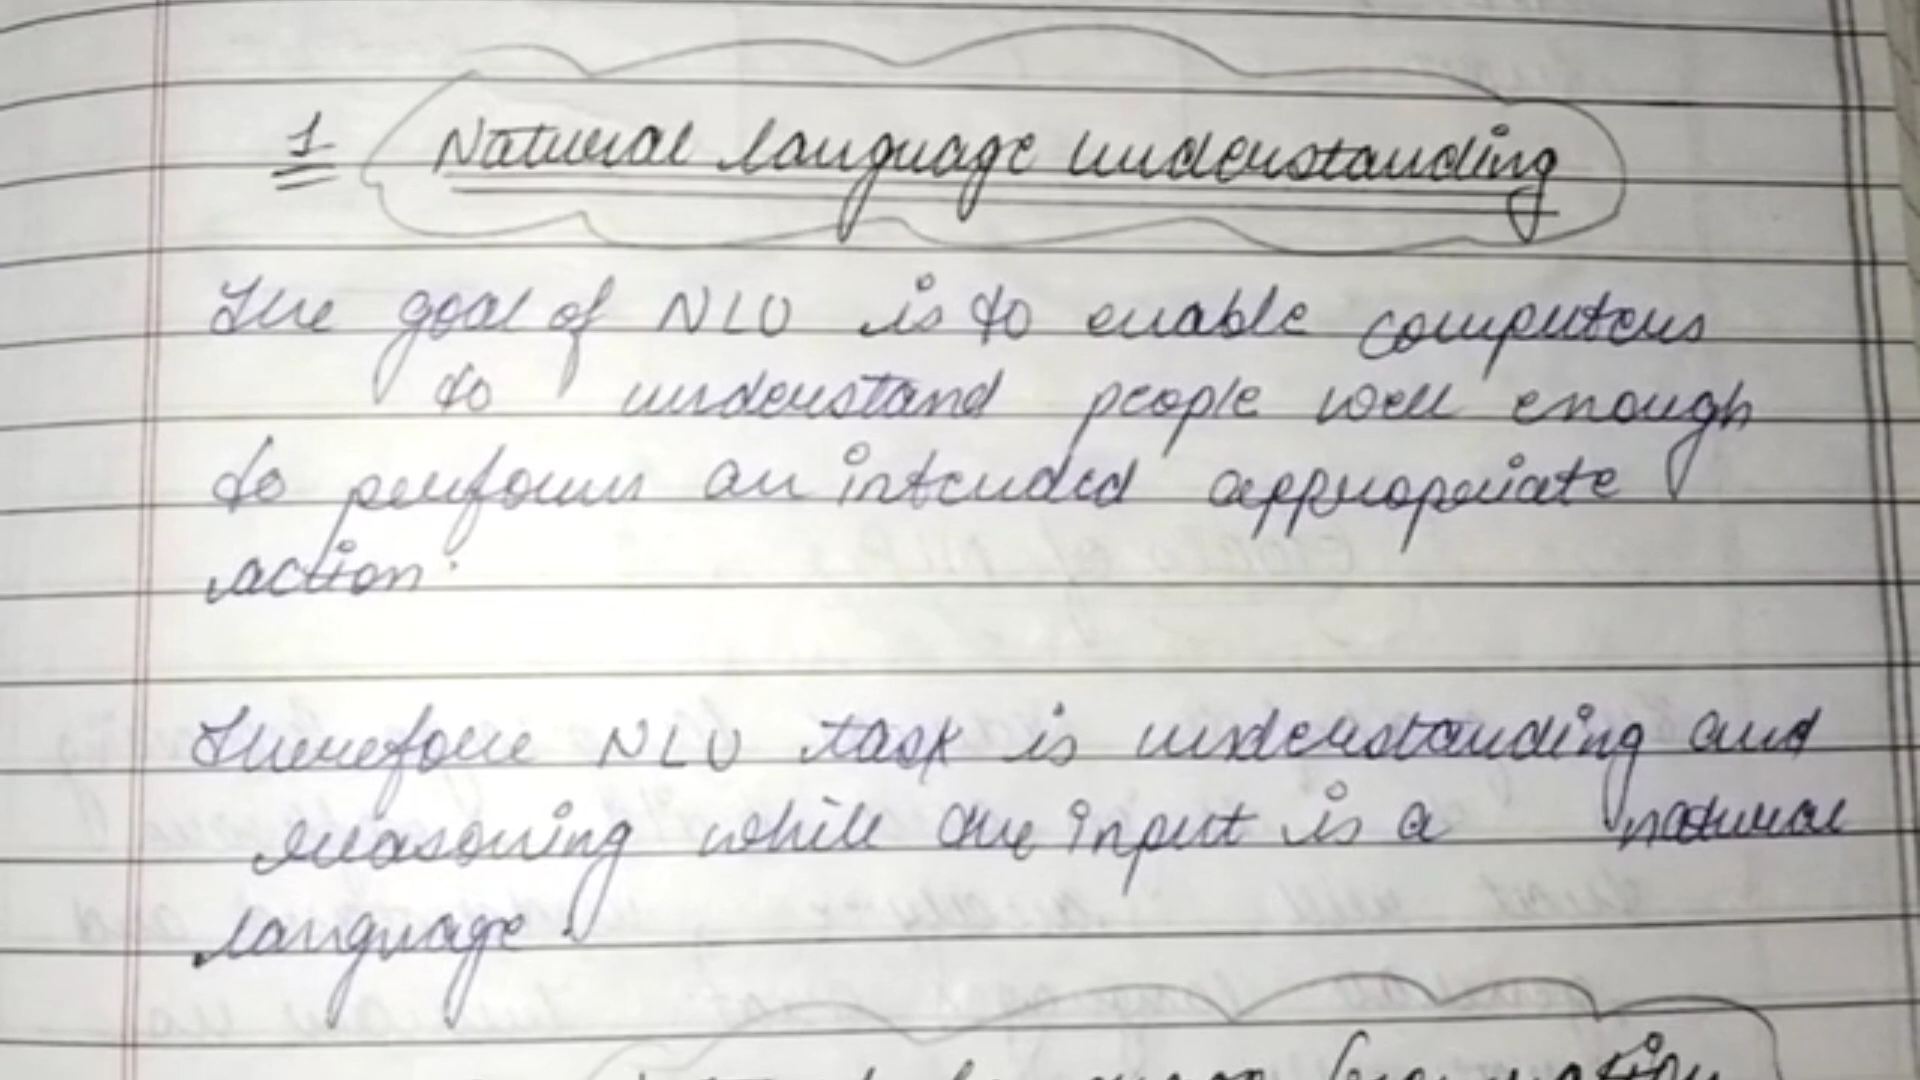 1 Natural language understanding
The goal of NLU is to enable computers
to understand people well enough
to perform an intended appropriate
action.
Therefore NLU task is understanding and
reasoning while the input is a natural
language.